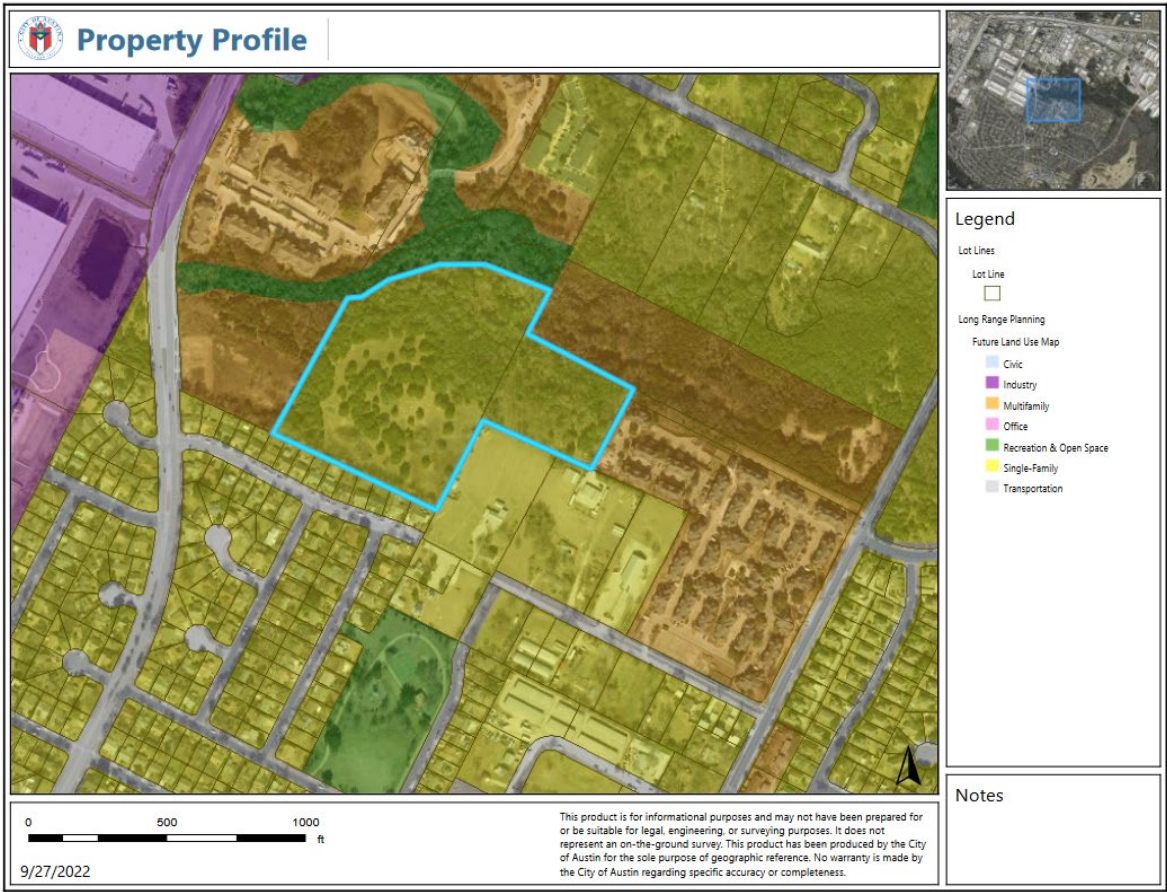 CITY OF AUSTIN
Property Profile
Legend
Lot Lines
Lot Line
Long Range Planning
Future Land Use Map
Civic
Industry
Multifamily
Office
Recreation & Open Space
Single-Family
Transportation
Notes
0 500 1000
ft
9/27/2022
This product is for informational purposes and may not have been prepared for
or be suitable for legal, engineering, or surveying purposes. It does not
represent an on-the-ground survey. This product has been produced by the City
of Austin for the sole purpose of geographic reference. No warranty is made by
the City of Austin regarding specific accuracy or completeness.